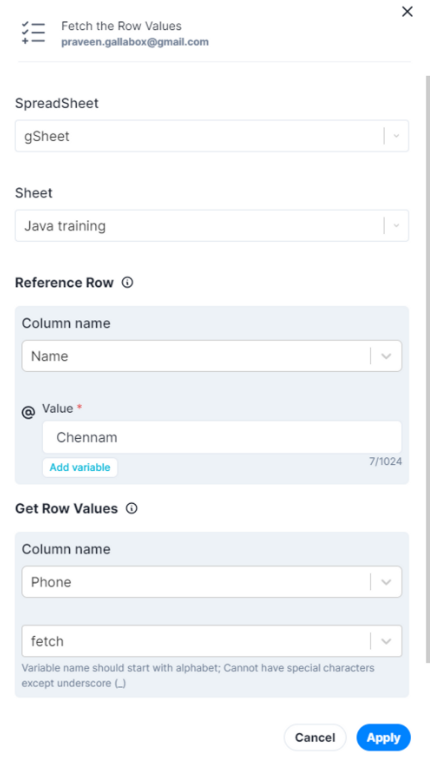 Fetch the Row Values
praveen.gallabox@gmail.com
SpreadSheet
gSheet
Sheet
Java training
Reference Row
Column name
Name
@ Value *
Chennam
Add variable
7/1024
Get Row Values
Column name
Phone
fetch
Variable name should start with alphabet; Cannot have special characters
except underscore (_)
Cancel Apply